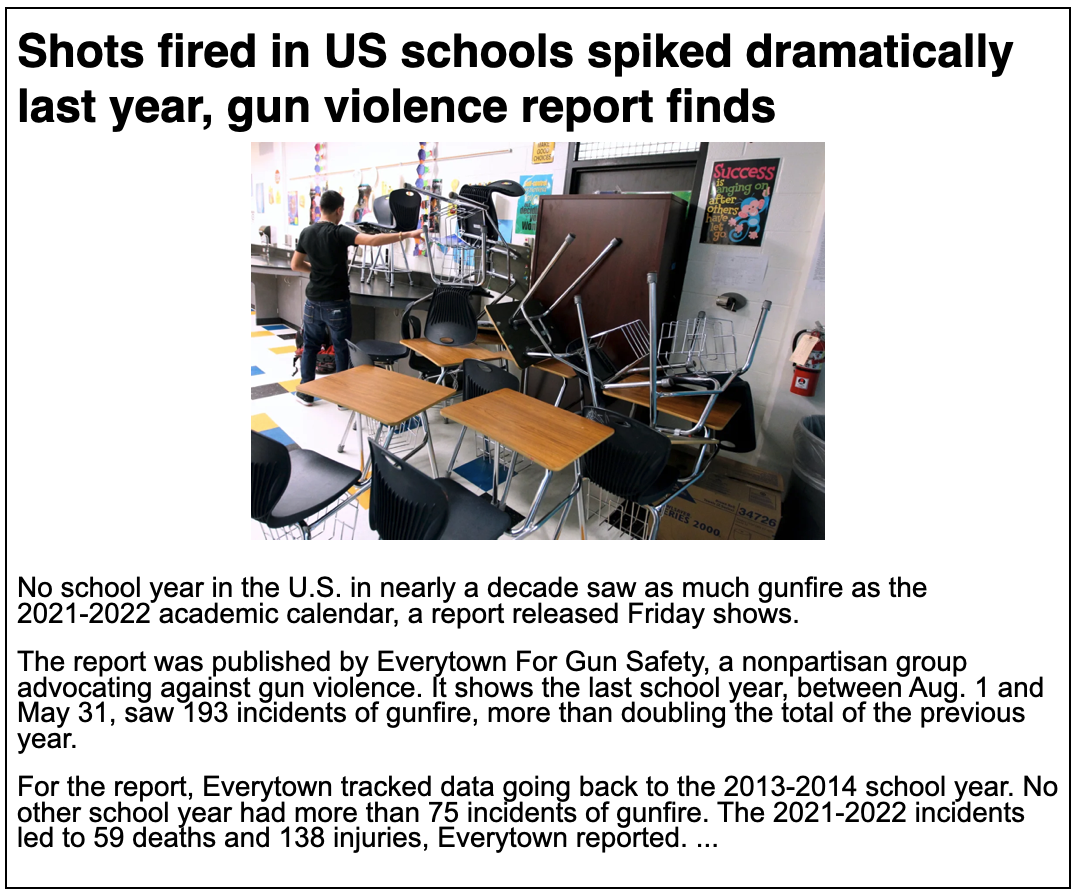 Shots fired in US schools spiked dramatically
last year, gun violence report finds
MAKE
GOOD
CHOICES
Success
is
anging on
after
others
have
let
go
34726
SERIES 2000
No school year in the U.S. in nearly a decade saw as much gunfire as the
2021-2022 academic calendar, a report released Friday shows.
The report was published by Everytown For Gun Safety, a nonpartisan group
advocating against gun violence. It shows the last school year, between Aug. 1 and
May 31, saw 193 incidents of gunfire, more than doubling the total of the previous
year.
For the report, Everytown tracked data going back to the 2013-2014 school year. No
other school year had more than 75 incidents of gunfire. The 2021-2022 incidents
led to 59 deaths and 138 injuries, Everytown reported. ...